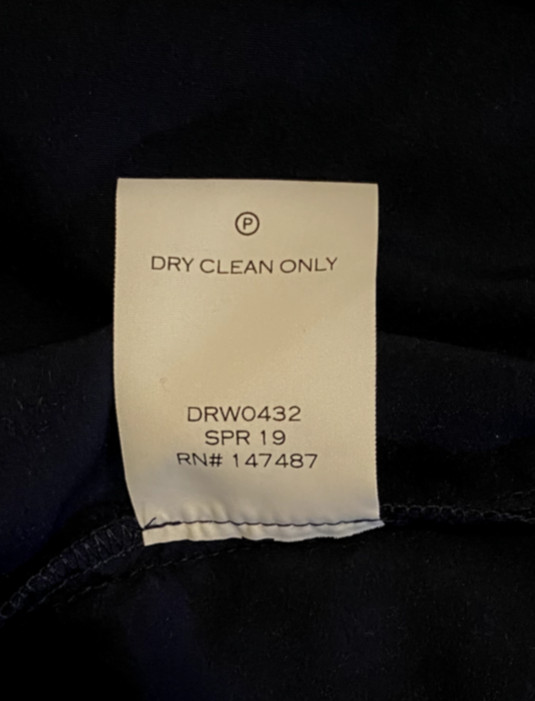 Ⓟ
DRY CLEAN ONLY
DRW0432
SPR 19
RN# 147487